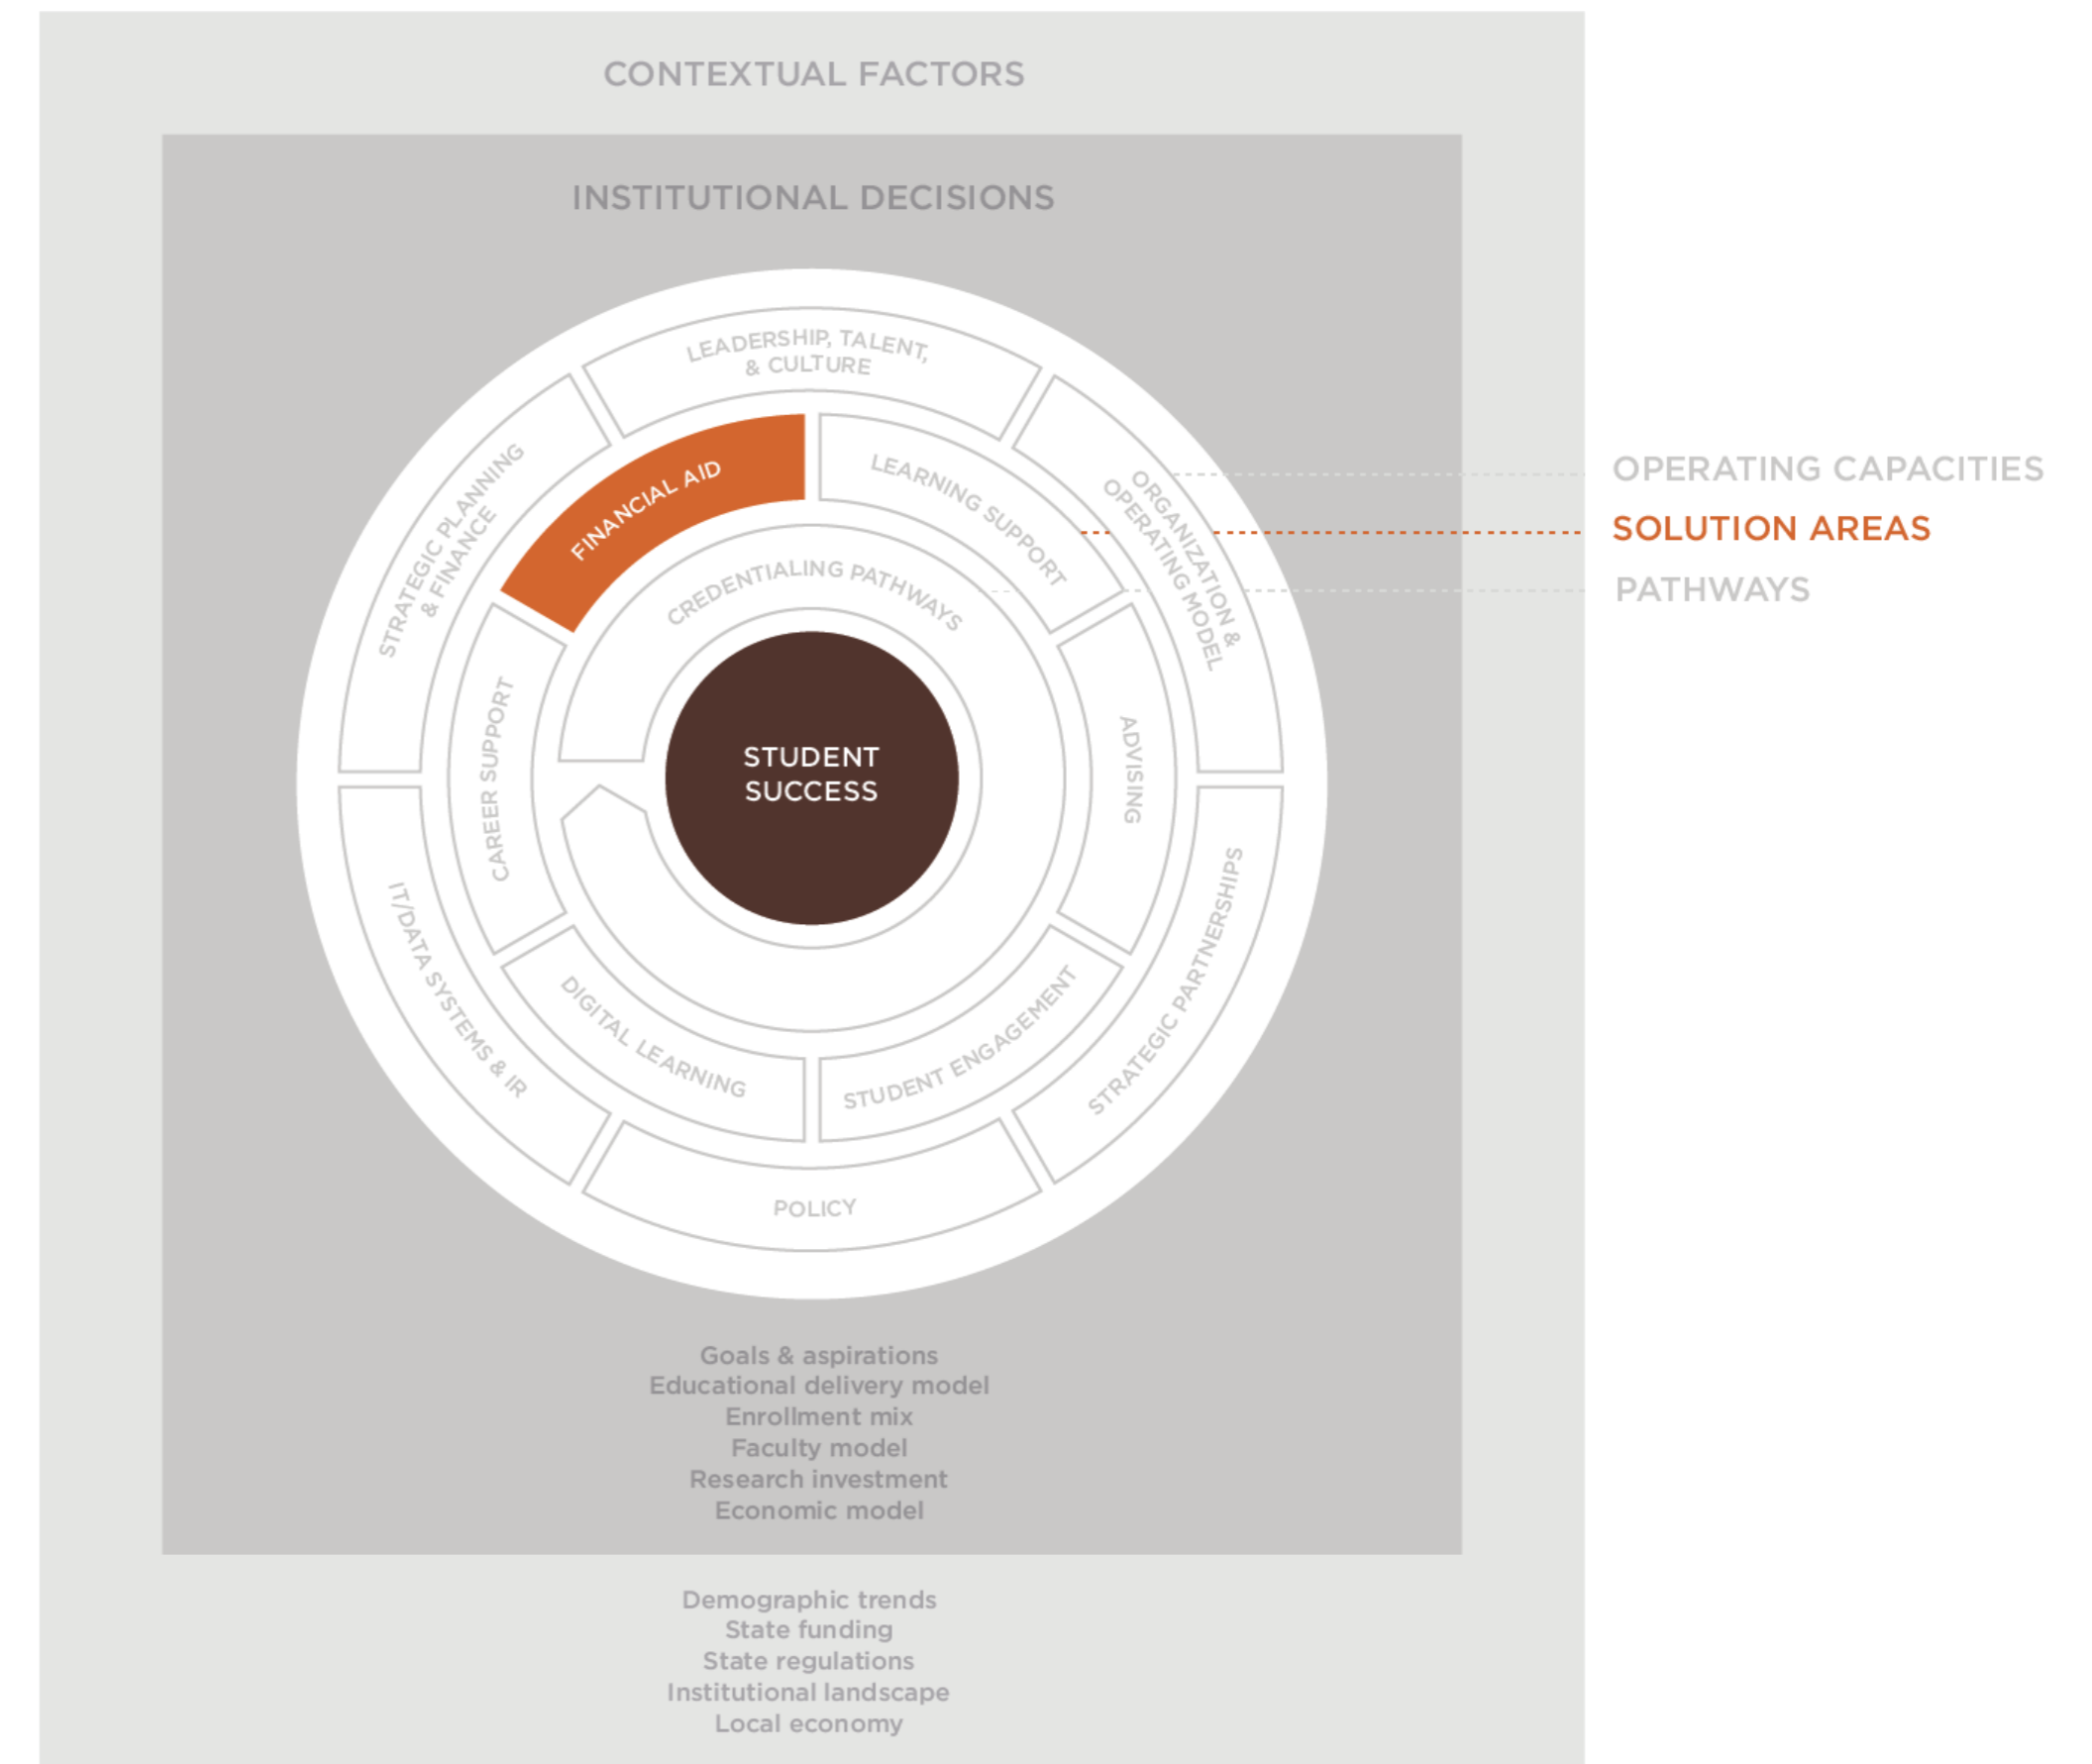 CONTEXTUAL FACTORS
INSTITUTIONAL DECISIONS
LEADERSHIP, TALENT,
& CULTURE
ORGANIZATION &
OPERATING MODEL
STRATEGIC PARTNERSHIPS
POLICY
IT/DATA SYSTEMS & IR
STRATEGIC PLANNING
& FINANCE
FINANCIAL AID
LEARNING SUPPORT
ADVISING
STUDENT ENGAGEMENT
DIGITAL LEARNING
CAREER SUPPORT
CREDENTIALING PATHWAYS
STUDENT
SUCCESS
OPERATING CAPACITIES
SOLUTION AREAS
PATHWAYS
Goals & aspirations
Educational delivery model
Enrollment mix
Faculty model
Research investment
Economic model
Demographic trends
State funding
State regulations
Institutional landscape
Local economy